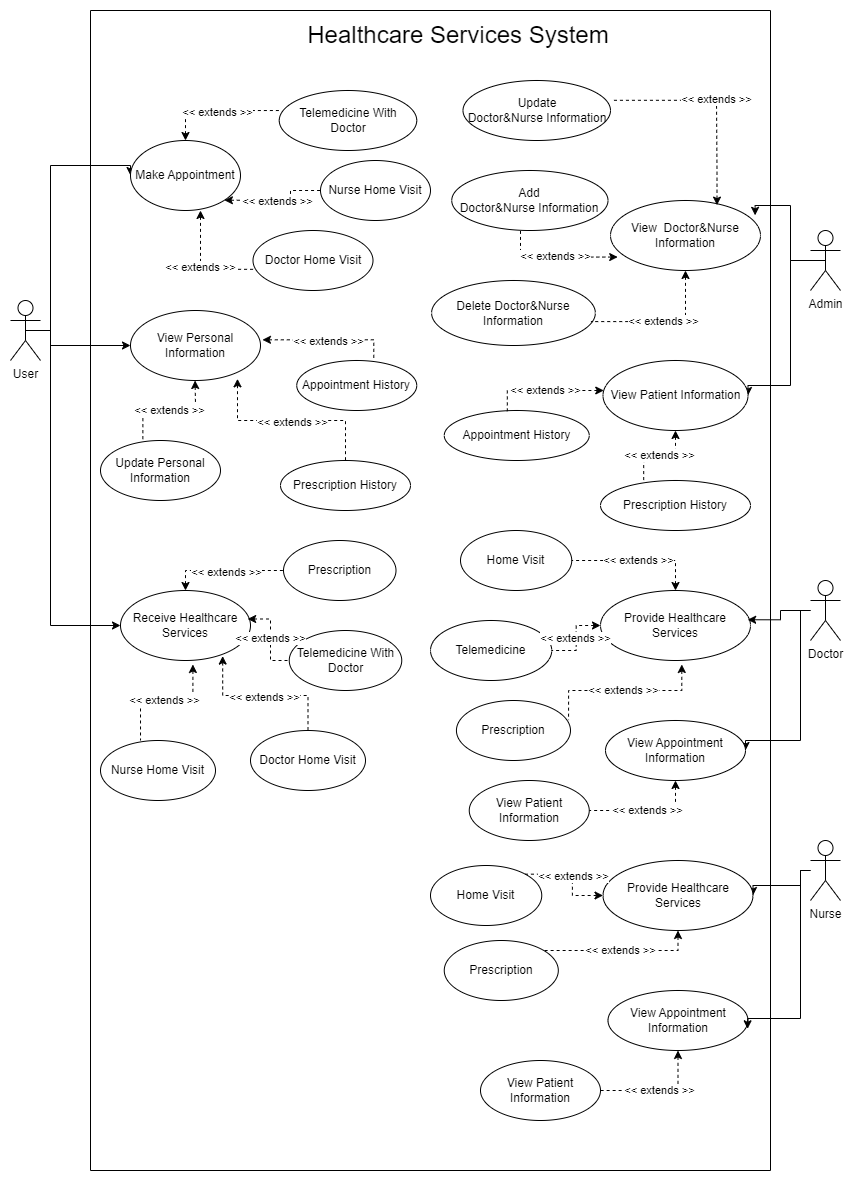 Healthcare Services System
<< extends >>
Telemedicine With
Doctor
Make Appointment
<< extends >>
Nurse Home Visit
<< extends >>
Doctor Home Visit
User
View Personal
Information
<< extends >>
Appointment History
<< extends >>
<< extends >>
Update Personal
Information
Prescription History
<< extends >>
Prescription
Receive Healthcare
Services
<< extends >>
Telemedicine With
Doctor
<< extends >>
<< extends >>
Nurse Home Visit
Doctor Home Visit
Update
Doctor&Nurse Information
<< extends >>
Add
Doctor&Nurse Information
View  Doctor&Nurse
Information
<< extends >>
Delete Doctor&Nurse
Information
<< extends >>
Admin
<< extends >>
View Patient Information
Appointment History
<< extends >>
Prescription History
Home Visit
<< extends >>
Provide Healthcare
Services
Telemedicine
<< extends >>
Doctor
<< extends >>
Prescription
View Appointment
Information
View Patient
Information
<< extends >>
<< extends >>
Home Visit
Provide Healthcare
Services
Nurse
<< extends >>
Prescription
View Appointment
Information
View Patient
Information
<< extends >>